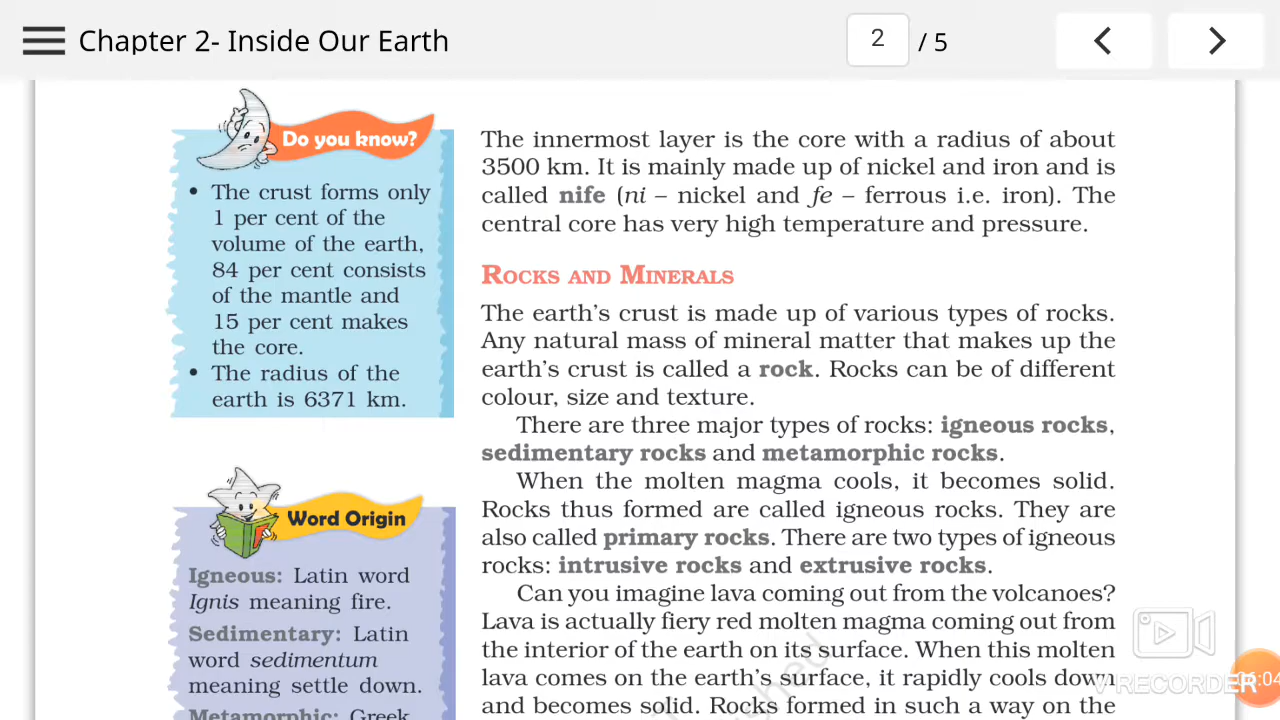 Chapter 2- Inside Our Earth
2 / 5
Do you know?
• The crust forms only
1 per cent of the
volume of the earth,
84 per cent consists
of the mantle and
15 per cent makes
the core.
• The radius of the
earth is 6371 km.
Word Origin
Igneous: Latin word
Ignis meaning fire.
Sedimentary: Latin
word sedimentum
meaning settle down.
Metamorphic: Greek
The innermost layer is the core with a radius of about
3500 km. It is mainly made up of nickel and iron and is
called nife (ni – nickel and fe – ferrous i.e. iron). The
central core has very high temperature and pressure.
ROCKS AND MINERALS
The earth's crust is made up of various types of rocks.
Any natural mass of mineral matter that makes up the
earth's crust is called a rock. Rocks can be of different
colour, size and texture.
There are three major types of rocks: igneous rocks,
sedimentary rocks and metamorphic rocks.
When the molten magma cools, it becomes solid.
Rocks thus formed are called igneous rocks. They are
also called primary rocks. There are two types of igneous
rocks: intrusive rocks and extrusive rocks.
Can you imagine lava coming out from the volcanoes?
Lava is actually fiery red molten magma coming out from
the interior of the earth on its surface. When this molten
lava comes on the earth's surface, it rapidly cools down
and becomes solid. Rocks formed in such a way on the
V RECORDER
06:04